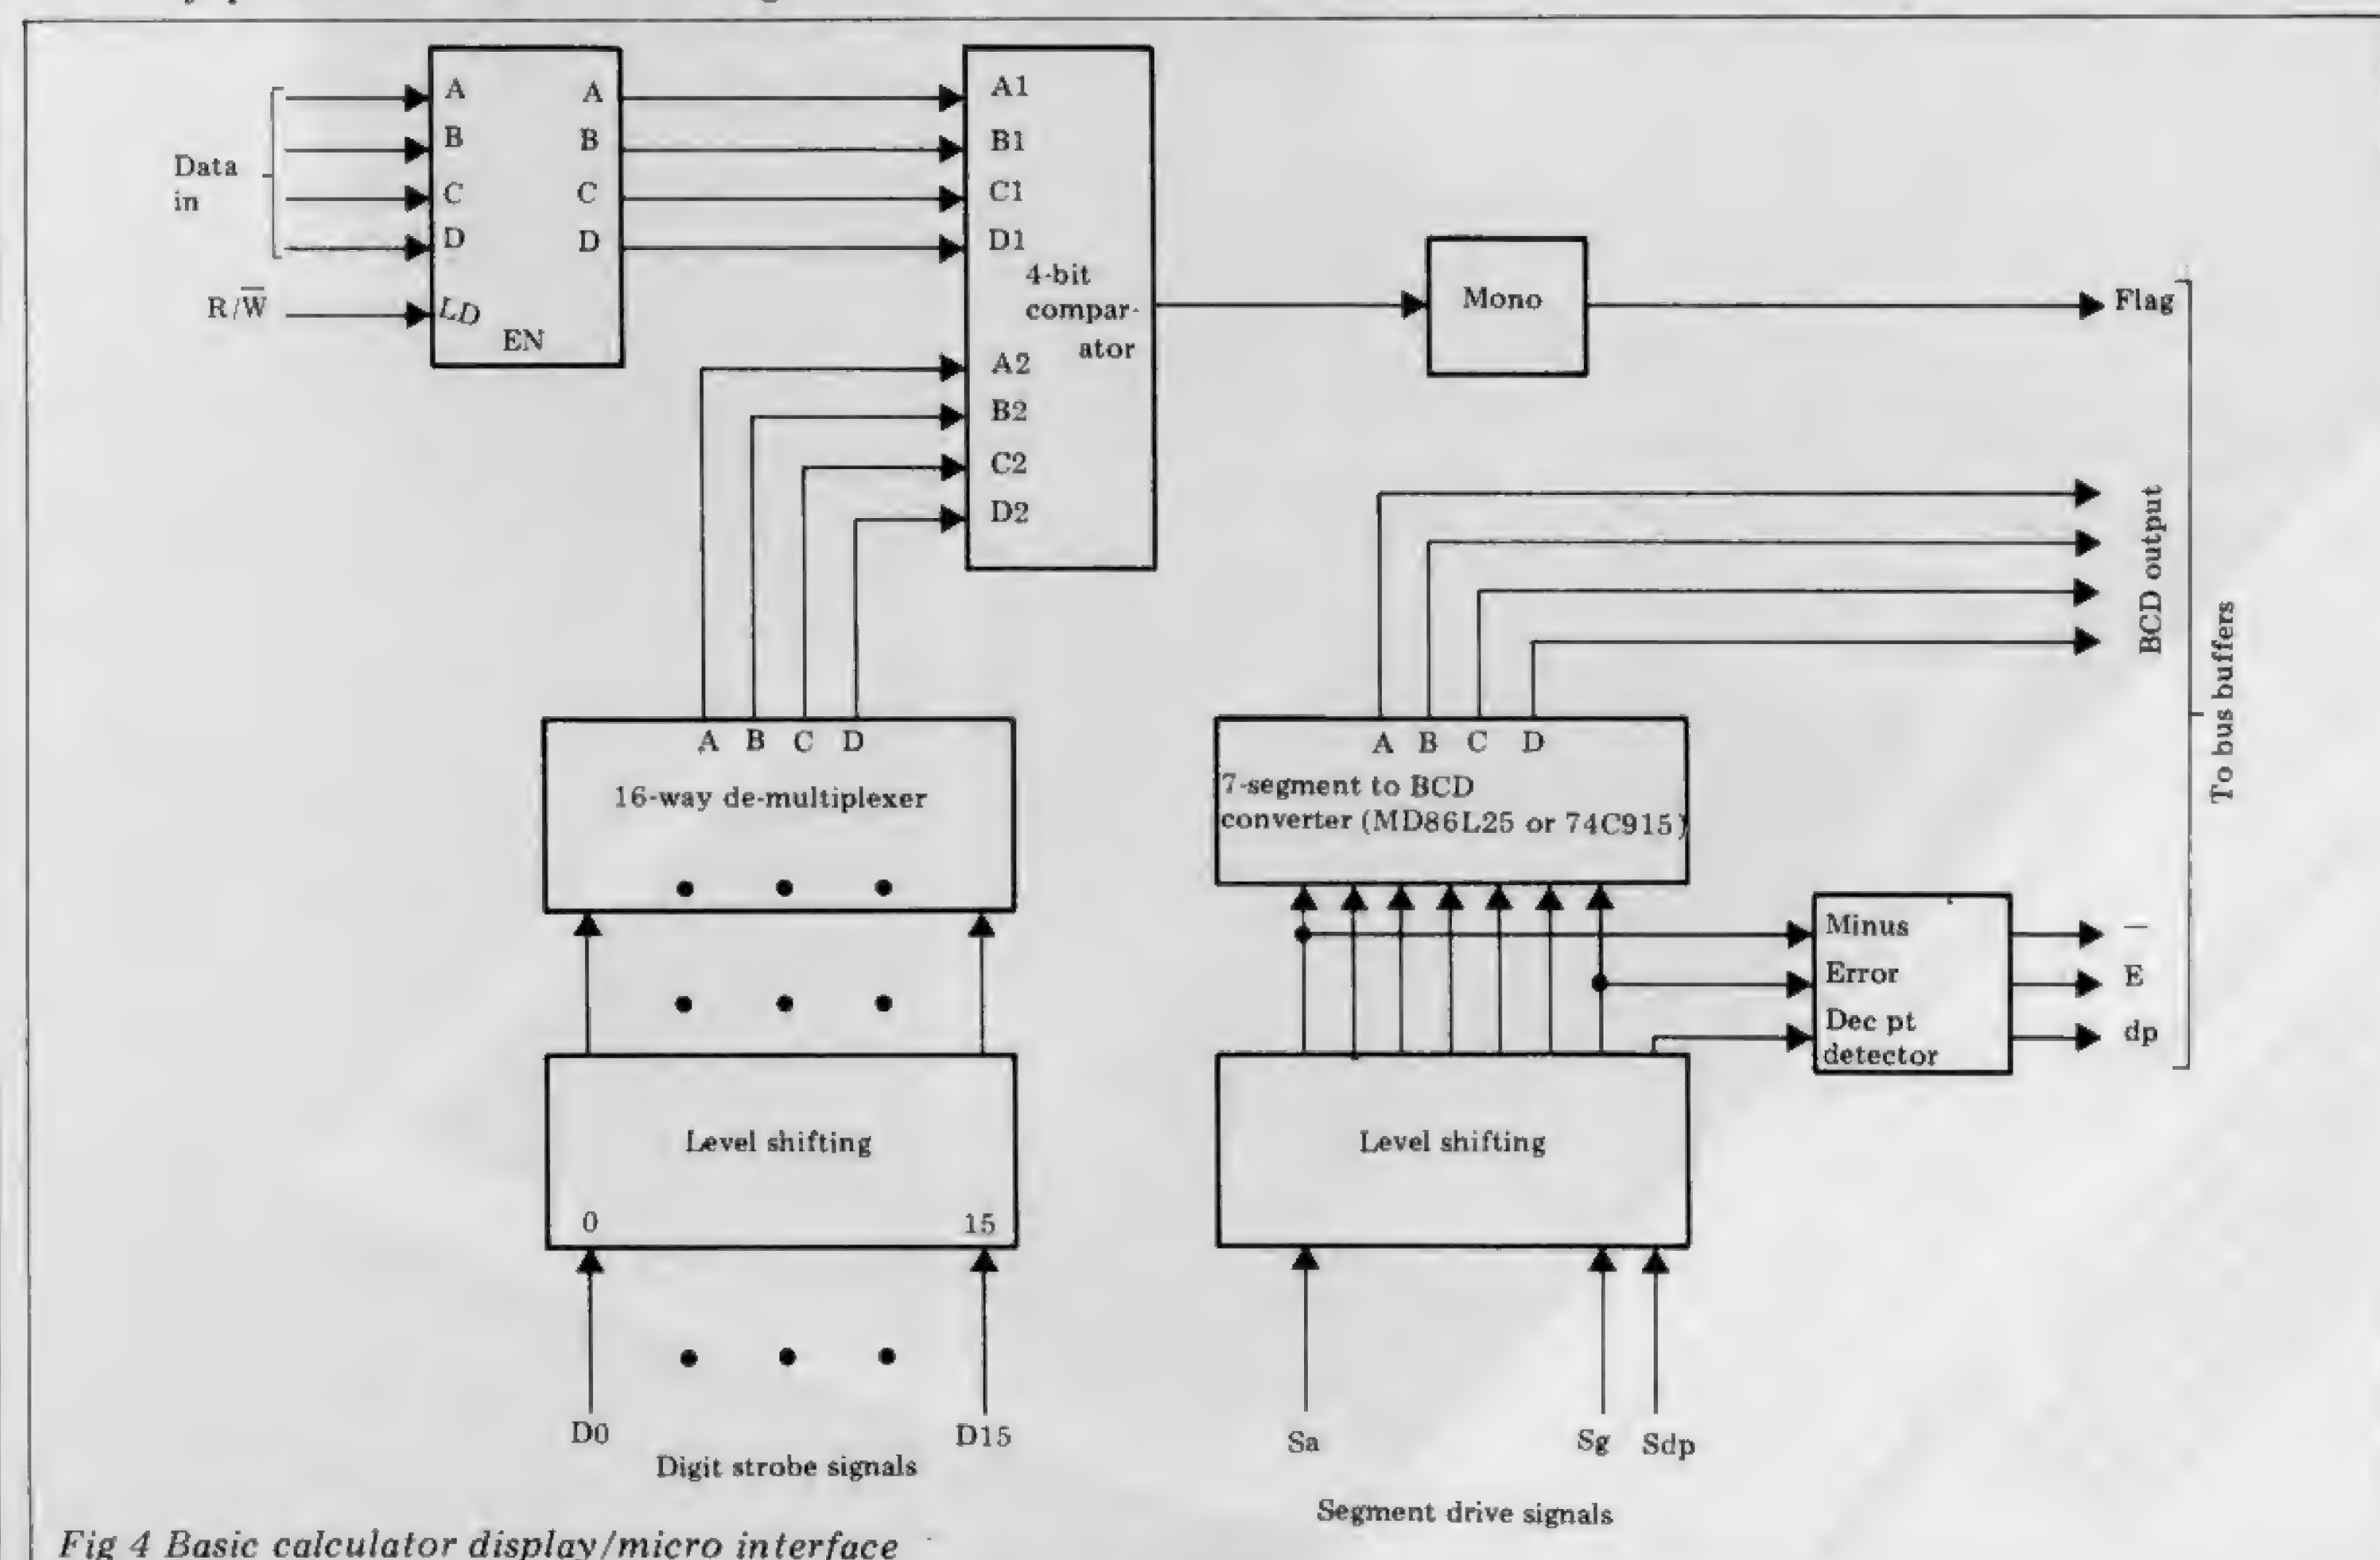 Data
in
R/W̅
A
B
C
D
LD
EN
A
B
C
D
A1
B1
C1
D1
4-bit
compar-
ator
A2
B2
C2
D2
Mono
Flag
BCD output
To bus buffers
A B C D
16-way de-multiplexer
A B C D
7-segment to BCD
converter (MD86L25 or 74C915)
Minus
Error
Dec pt
detector
—
E
dp
Level shifting
0 15
Level shifting
D0 D15
Digit strobe signals
Sa Sg Sdp
Segment drive signals
Fig 4 Basic calculator display/micro interface